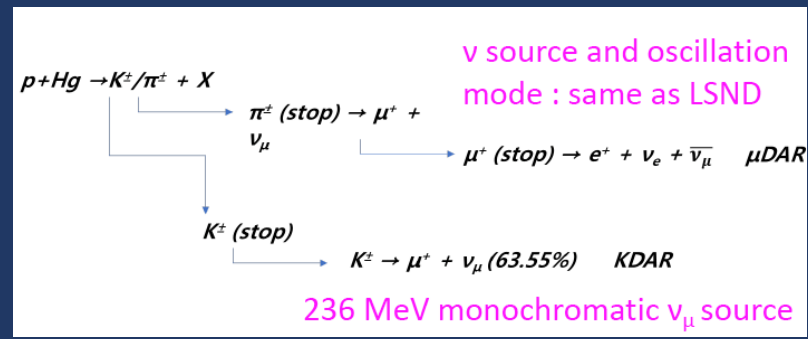 ν source and oscillation
mode : same as LSND
p+Hg →K±/π± + X
π± (stop) → μ+ +
νμ
μ+ (stop) → e+ + νe + ν̅μ̅ μDAR
K± (stop)
K± → μ+ + νμ (63.55%) KDAR
236 MeV monochromatic νμ source